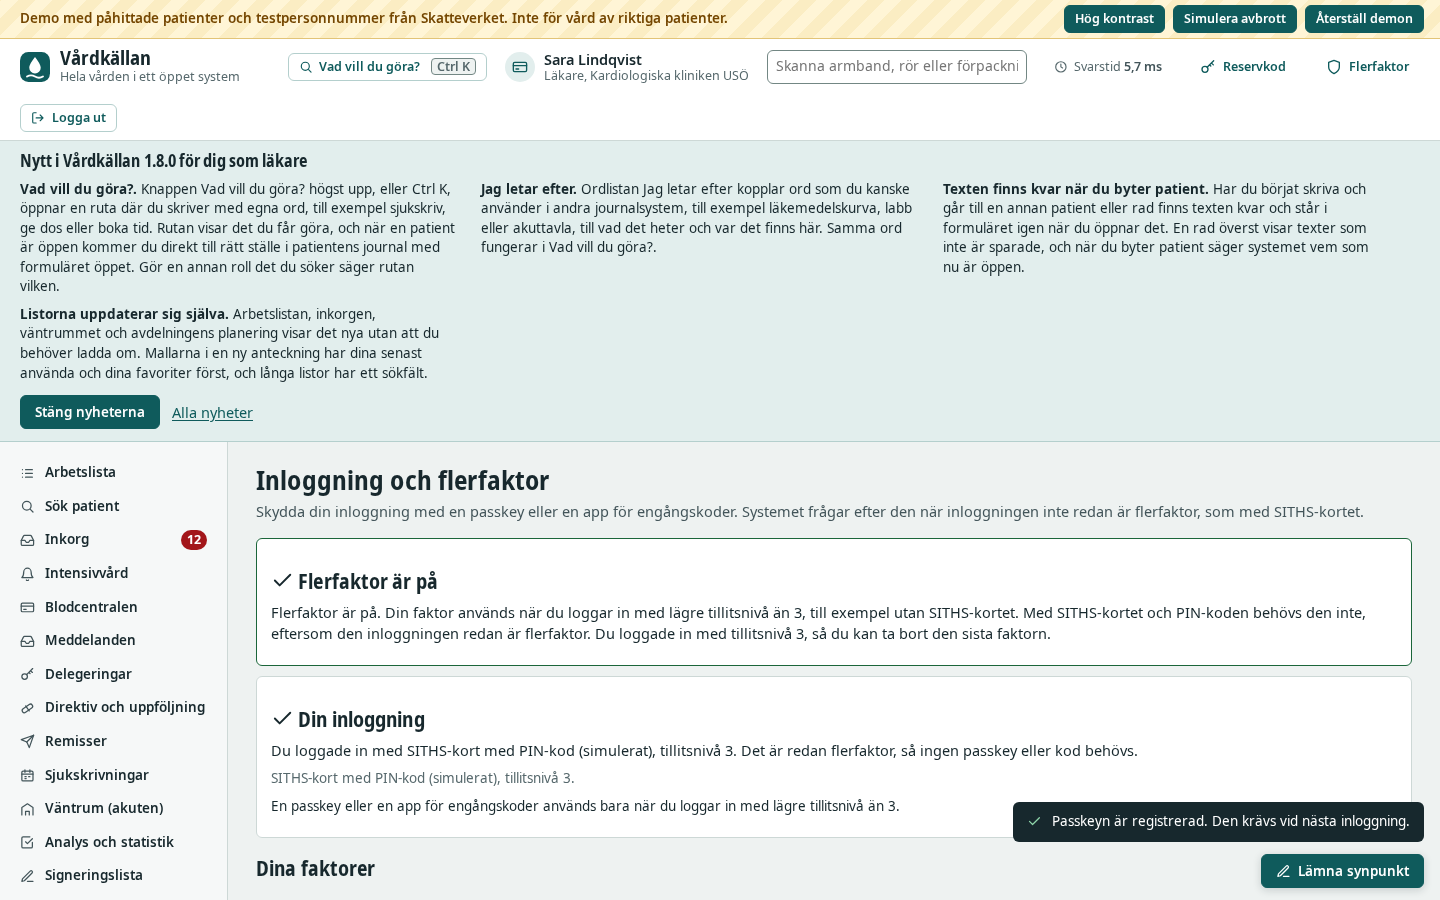 Demo med påhittade patienter och testpersonnummer från Skatteverket. Inte för vård av riktiga patienter.
Hög kontrast
Simulera avbrott
Återställ demon
Vårdkällan
Hela vården i ett öppet system
Vad vill du göra? Ctrl K
Sara Lindqvist
Läkare, Kardiologiska kliniken USÖ
Skanna armband, rör eller förpackni
Svarstid 5,7 ms
Reservkod
Flerfaktor
Logga ut
Nytt i Vårdkällan 1.8.0 för dig som läkare
Vad vill du göra?. Knappen Vad vill du göra? högst upp, eller Ctrl K,
öppnar en ruta där du skriver med egna ord, till exempel sjukskriv,
ge dos eller boka tid. Rutan visar det du får göra, och när en patient
är öppen kommer du direkt till rätt ställe i patientens journal med
formuläret öppet. Gör en annan roll det du söker säger rutan
vilken.
Jag letar efter. Ordlistan Jag letar efter kopplar ord som du kanske
använder i andra journalsystem, till exempel läkemedelskurva, labb
eller akuttavla, till vad det heter och var det finns här. Samma ord
fungerar i Vad vill du göra?.
Texten finns kvar när du byter patient. Har du börjat skriva och
går till en annan patient eller rad finns texten kvar och står i
formuläret igen när du öppnar det. En rad överst visar texter som
inte är sparade, och när du byter patient säger systemet vem som
nu är öppen.
Listorna uppdaterar sig själva. Arbetslistan, inkorgen,
väntrummet och avdelningens planering visar det nya utan att du
behöver ladda om. Mallarna i en ny anteckning har dina senast
använda och dina favoriter först, och långa listor har ett sökfält.
Stäng nyheterna
Alla nyheter
Arbetslista
Sök patient
Inkorg 12
Intensivvård
Blodcentralen
Meddelanden
Delegeringar
Direktiv och uppföljning
Remisser
Sjukskrivningar
Väntrum (akuten)
Analys och statistik
Signeringslista
Inloggning och flerfaktor
Skydda din inloggning med en passkey eller en app för engångskoder. Systemet frågar efter den när inloggningen inte redan är flerfaktor, som med SITHS-kortet.
Flerfaktor är på
Flerfaktor är på. Din faktor används när du loggar in med lägre tillitsnivå än 3, till exempel utan SITHS-kortet. Med SITHS-kortet och PIN-koden behövs den inte,
eftersom den inloggningen redan är flerfaktor. Du loggade in med tillitsnivå 3, så du kan ta bort den sista faktorn.
Din inloggning
Du loggade in med SITHS-kort med PIN-kod (simulerat), tillitsnivå 3. Det är redan flerfaktor, så ingen passkey eller kod behövs.
SITHS-kort med PIN-kod (simulerat), tillitsnivå 3.
En passkey eller en app för engångskoder används bara när du loggar in med lägre tillitsnivå än 3.
Passkeyn är registrerad. Den krävs vid nästa inloggning.
Dina faktorer
Lämna synpunkt